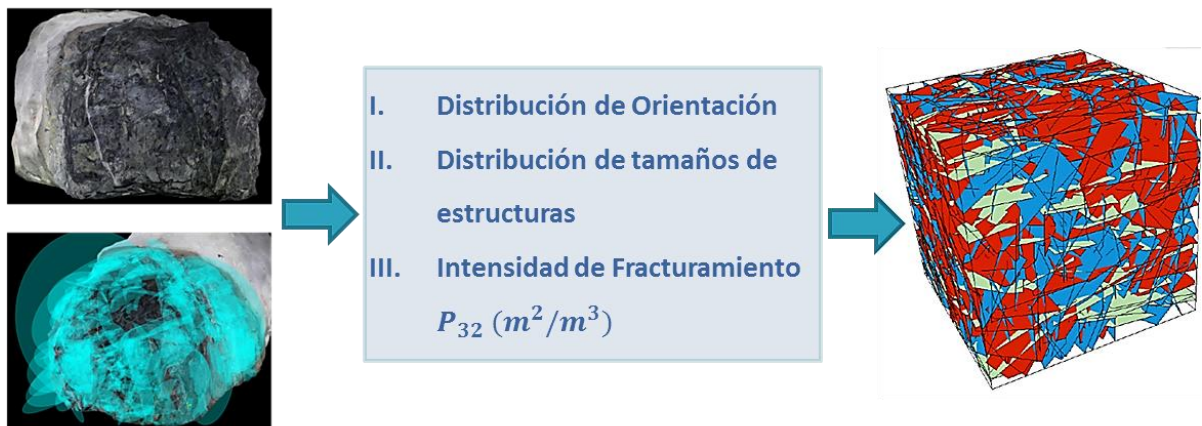 I. Distribución de Orientación
II. Distribución de tamaños de
estructuras
III. Intensidad de Fracturamiento
P₃₂ (m²/m³)